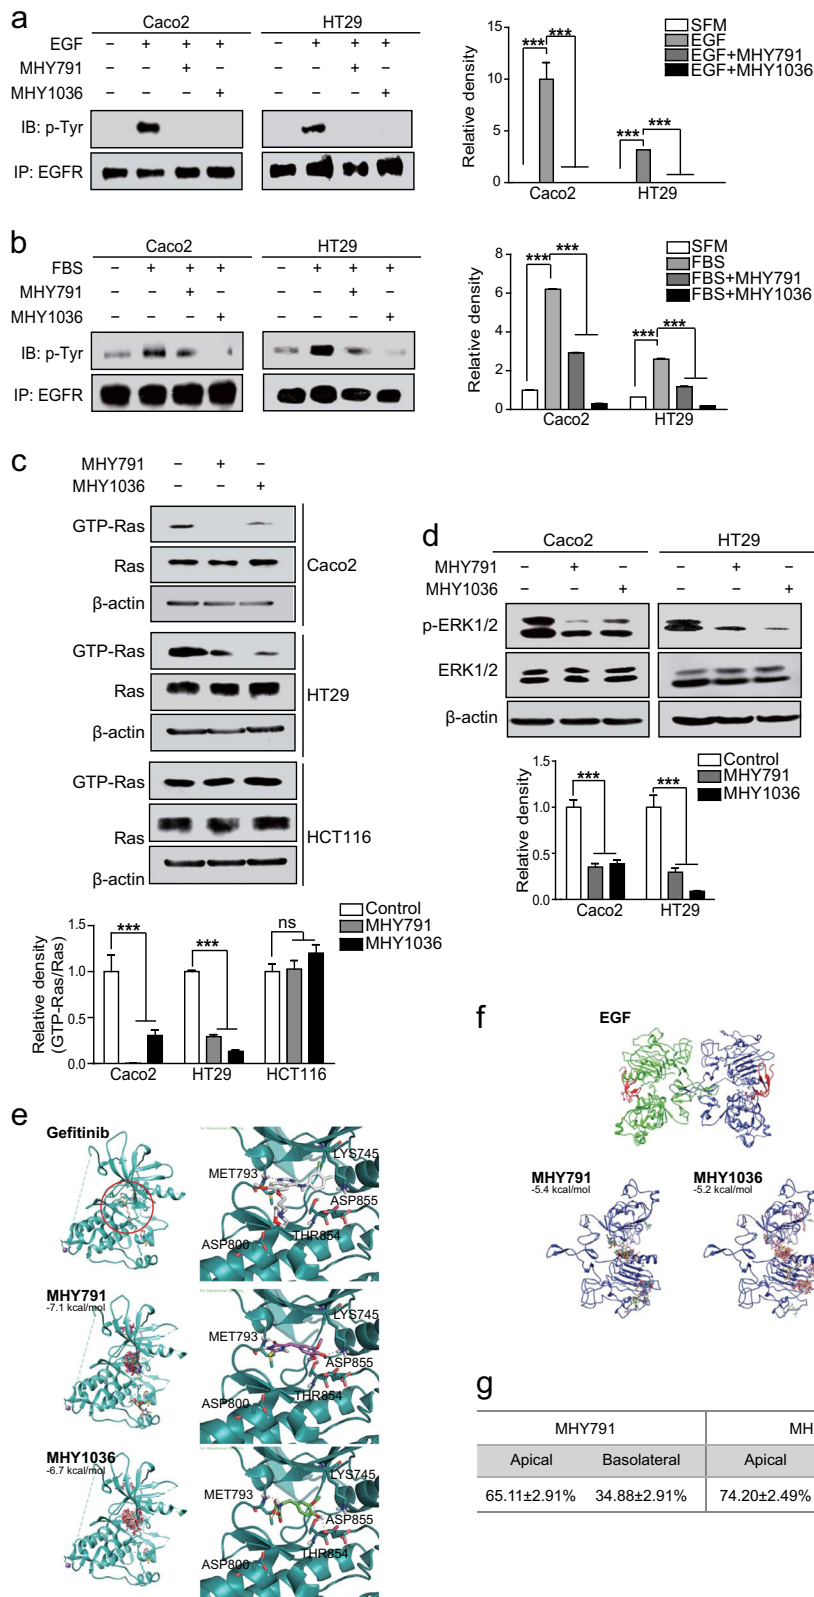 a
Caco2 HT29
EGF – + + + – + + +
MHY791 – – + – – – + –
MHY1036 – – – + – – – +
IB: p-Tyr
IP: EGFR
Relative density
15
10
5
0
*** ***
*** ***
Caco2 HT29
SFM
EGF
EGF+MHY791
EGF+MHY1036
b
Caco2 HT29
FBS – + + + – + + +
MHY791 – – + – – – + –
MHY1036 – – – + – – – +
IB: p-Tyr
IP: EGFR
Relative density
8
6
4
2
0
*** ***
*** ***
Caco2 HT29
SFM
FBS
FBS+MHY791
FBS+MHY1036
c
MHY791 – + –
MHY1036 – – +
GTP-Ras
Ras
β-actin
Caco2
GTP-Ras
Ras
β-actin
HT29
GTP-Ras
Ras
β-actin
HCT116
Relative density
(GTP-Ras/Ras)
1.5
1.0
0.5
0.0
*** *** ns
Caco2 HT29 HCT116
Control
MHY791
MHY1036
d
Caco2 HT29
MHY791 – + – – + –
MHY1036 – – + – – +
p-ERK1/2
ERK1/2
β-actin
Relative density
1.0
0.5
0.0
*** ***
Caco2 HT29
Control
MHY791
MHY1036
e
Gefitinib
MET793
LYS745
ASP855
THR854
ASP800
MHY791
-7.1 kcal/mol
MET793
LYS745
ASP855
THR854
ASP800
MHY1036
-6.7 kcal/mol
MET793
LYS745
ASP855
THR854
ASP800
f
EGF
MHY791 MHY1036
-5.4 kcal/mol -5.2 kcal/mol
g
MHY791 MH
Apical Basolateral Apical
65.11±2.91% 34.88±2.91% 74.20±2.49%